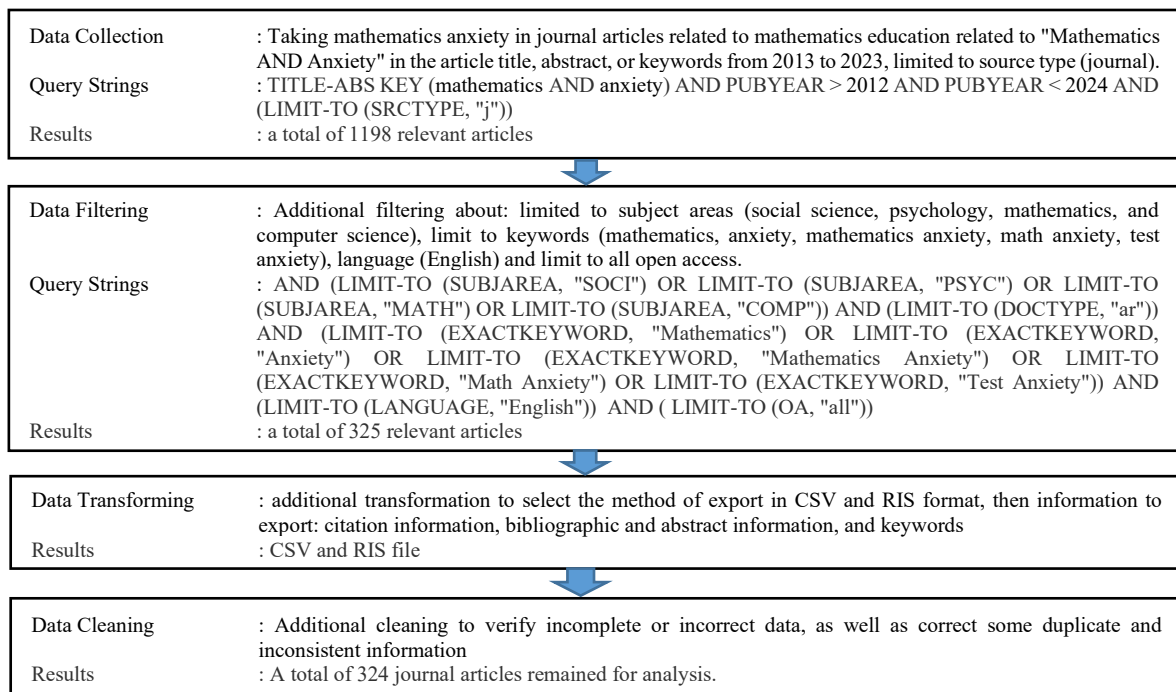 Data Collection : Taking mathematics anxiety in journal articles related to mathematics education related to "Mathematics
AND Anxiety" in the article title, abstract, or keywords from 2013 to 2023, limited to source type (journal).
Query Strings : TITLE-ABS KEY (mathematics AND anxiety) AND PUBYEAR > 2012 AND PUBYEAR < 2024 AND
(LIMIT-TO (SRCTYPE, "j"))
Results : a total of 1198 relevant articles
Data Filtering : Additional filtering about: limited to subject areas (social science, psychology, mathematics, and
computer science), limit to keywords (mathematics, anxiety, mathematics anxiety, math anxiety, test
anxiety), language (English) and limit to all open access.
Query Strings : AND (LIMIT-TO (SUBJAREA, "SOCI") OR LIMIT-TO (SUBJAREA, "PSYC") OR LIMIT-TO
(SUBJAREA, "MATH") OR LIMIT-TO (SUBJAREA, "COMP")) AND (LIMIT-TO (DOCTYPE, "ar"))
AND (LIMIT-TO (EXACTKEYWORD, "Mathematics") OR LIMIT-TO (EXACTKEYWORD,
"Anxiety") OR LIMIT-TO (EXACTKEYWORD, "Mathematics Anxiety") OR LIMIT-TO
(EXACTKEYWORD, "Math Anxiety") OR LIMIT-TO (EXACTKEYWORD, "Test Anxiety")) AND
(LIMIT-TO (LANGUAGE, "English")) AND ( LIMIT-TO (OA, "all"))
Results : a total of 325 relevant articles
Data Transforming : additional transformation to select the method of export in CSV and RIS format, then information to
export: citation information, bibliographic and abstract information, and keywords
Results : CSV and RIS file
Data Cleaning : Additional cleaning to verify incomplete or incorrect data, as well as correct some duplicate and
inconsistent information
Results : A total of 324 journal articles remained for analysis.